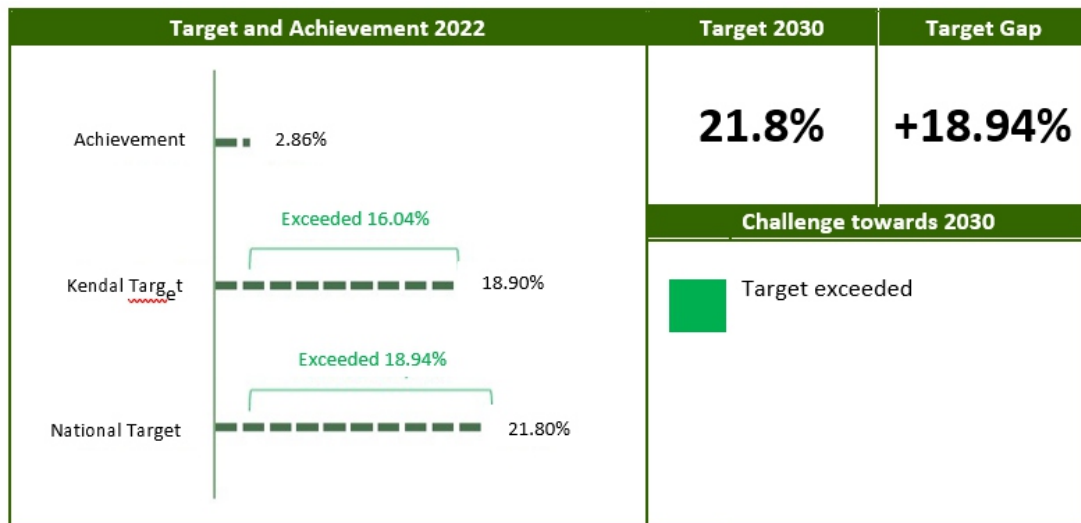 Target and Achievement 2022
Target 2030
Target Gap
Achievement
2.86%
21.8%
+18.94%
Exceeded 16.04%
Kendal Target
18.90%
Challenge towards 2030
Target exceeded
Exceeded 18.94%
National Target
21.80%